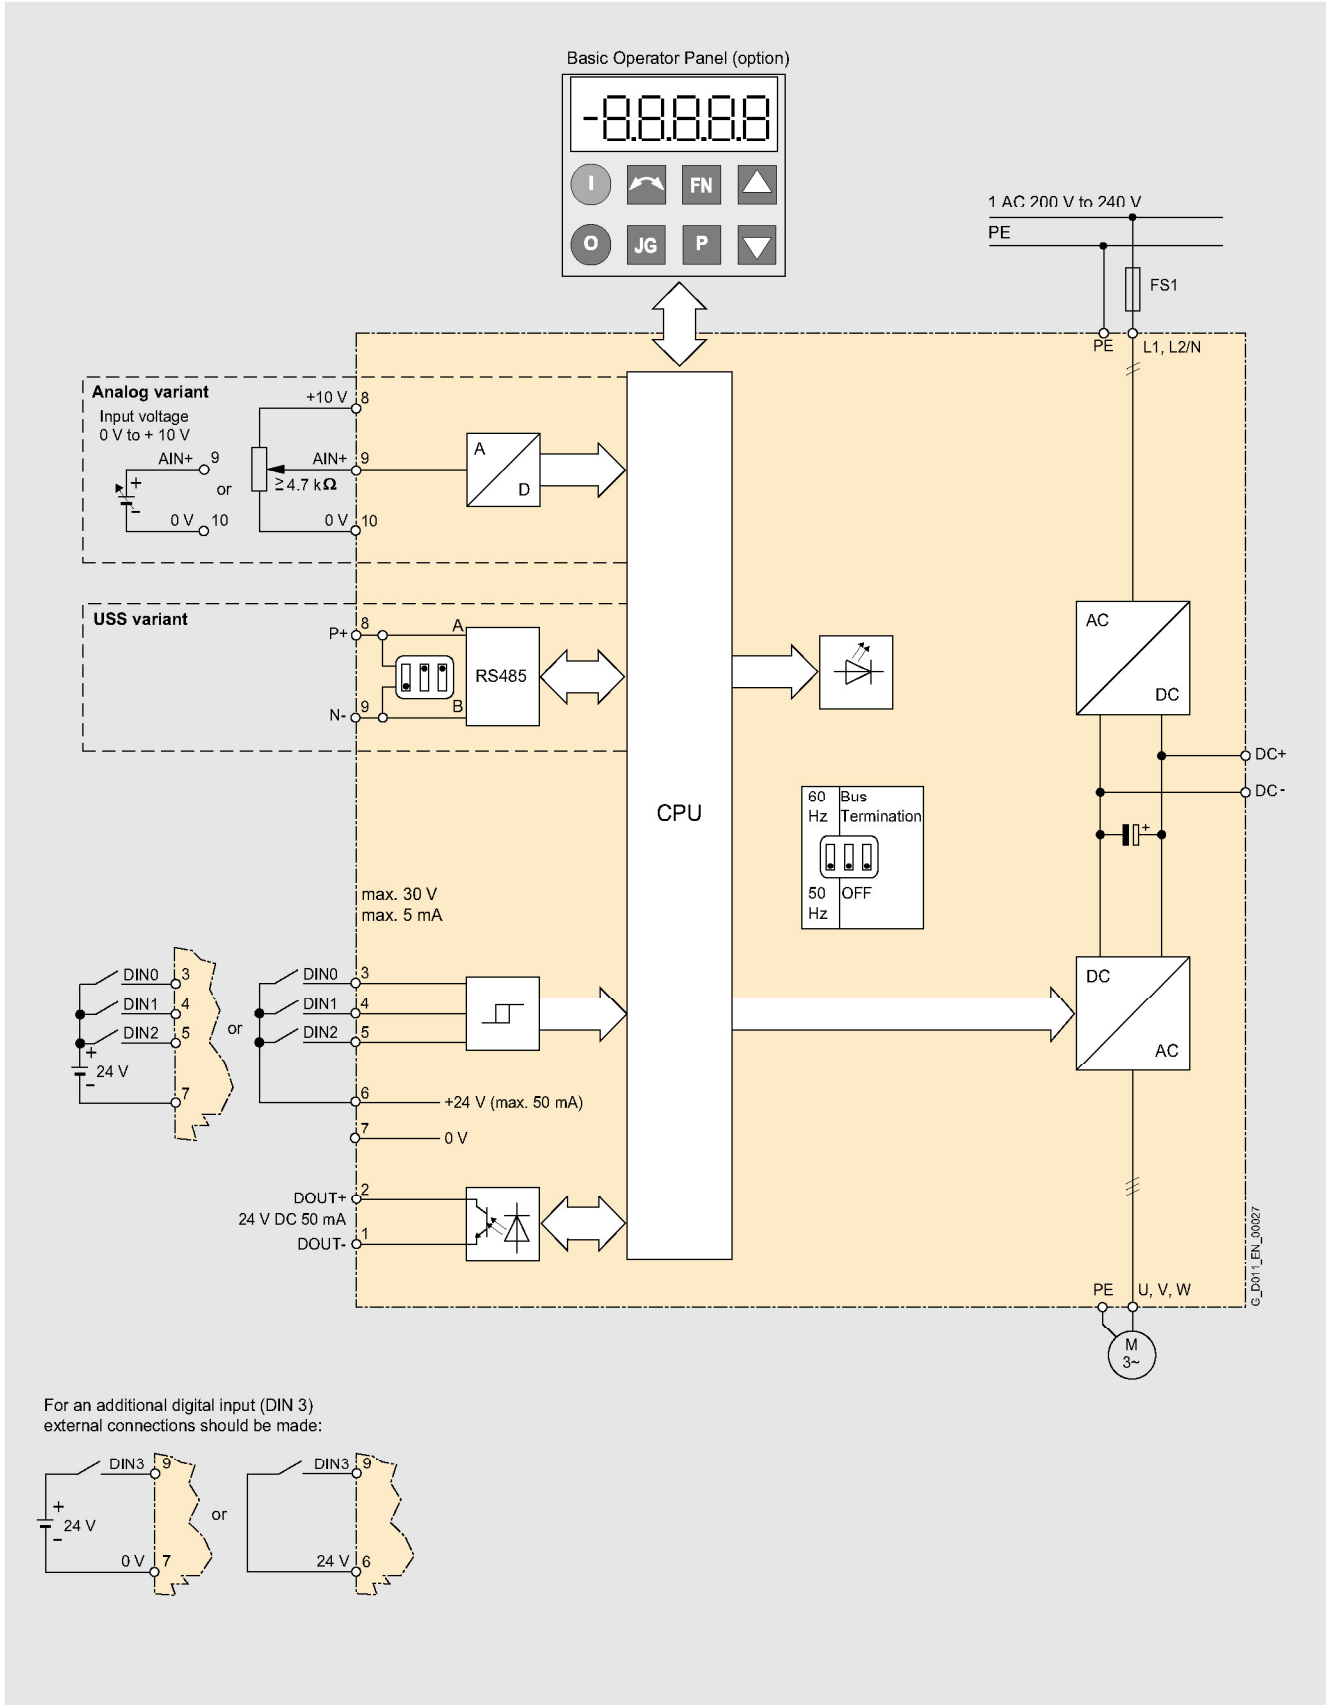 Basic Operator Panel (option)
-8.8.8.8.8
I
FN
O
JG
P
1 AC 200 V to 240 V
PE
FS1
PE
L1, L2/N
Analog variant
Input voltage
0 V to + 10 V
AIN+ 9
+
-
0 V 10
or
+10 V 8
AIN+ 9
≥ 4.7 kΩ
0 V 10
A
D
USS variant
P+ 8
A
N- 9
B
RS485
CPU
AC
DC
DC+
DC-
+
60 Hz
Bus Termination
50 Hz
OFF
max. 30 V
max. 5 mA
DIN0 3
DIN1 4
DIN2 5
+
24 V
-
7
or
DIN0 3
DIN1 4
DIN2 5
6 +24 V (max. 50 mA)
7 0 V
DOUT+ 2
24 V DC 50 mA
DOUT- 1
DC
AC
PE
U, V, W
M
3~
G_D011_EN_00027
For an additional digital input (DIN 3)
external connections should be made:
DIN3 9
+
24 V
-
0 V 7
or
DIN3 9
24 V 6